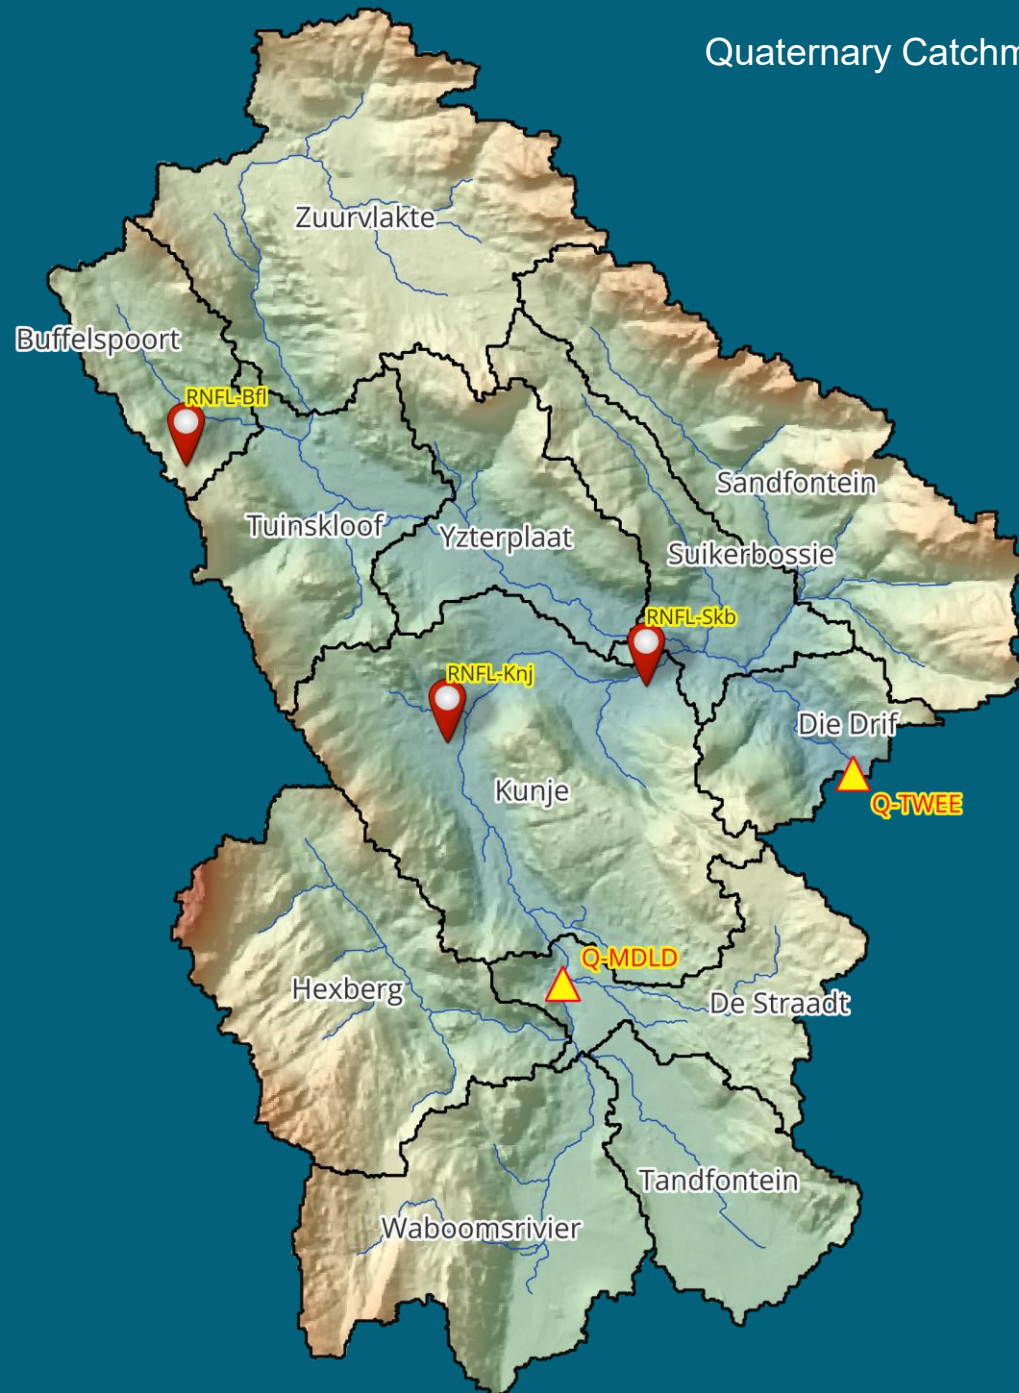 Quaternary Catchm
Zuurvlakte
Buffelspoort
RNFL-Bfl
Sandfontein
Tuinskloof
Yzterplaat
Suikerbossie
RNFL-Skb
RNFL-Knj
Die Drif
Kunje
Q-TWEE
Q-MDLD
Hexberg
De Straadt
Tandfontein
Waboomsrivier